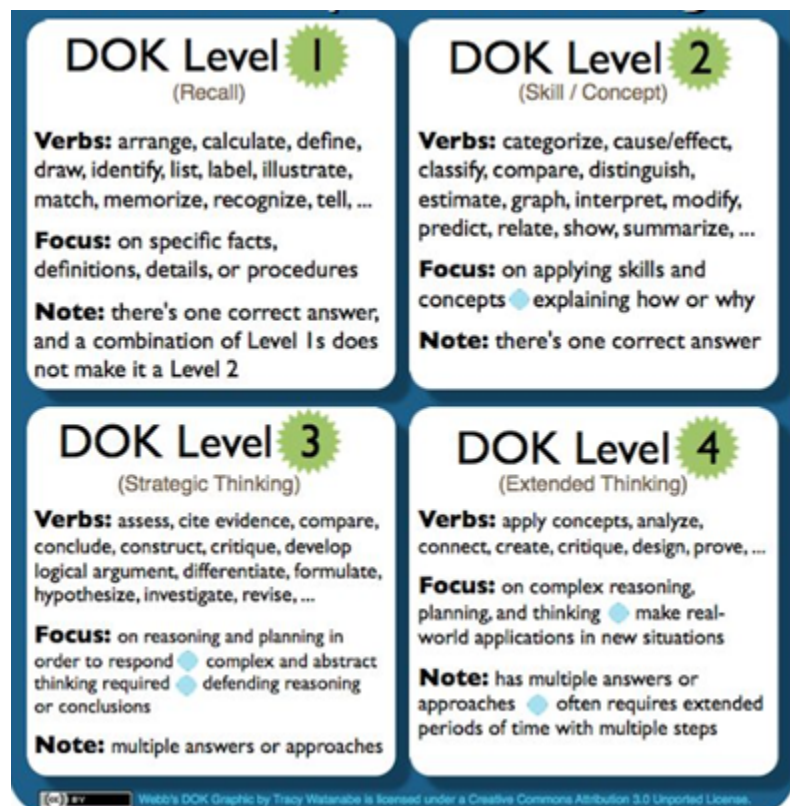 DOK Level 1
(Recall)
Verbs: arrange, calculate, define,
draw, identify, list, label, illustrate,
match, memorize, recognize, tell, ...
Focus: on specific facts,
definitions, details, or procedures
Note: there's one correct answer,
and a combination of Level 1s does
not make it a Level 2
DOK Level 2
(Skill / Concept)
Verbs: categorize, cause/effect,
classify, compare, distinguish,
estimate, graph, interpret, modify,
predict, relate, show, summarize, ...
Focus: on applying skills and
concepts explaining how or why
Note: there's one correct answer
DOK Level 3
(Strategic Thinking)
Verbs: assess, cite evidence, compare,
conclude, construct, critique, develop
logical argument, differentiate, formulate,
hypothesize, investigate, revise, ...
Focus: on reasoning and planning in
order to respond complex and abstract
thinking required defending reasoning
or conclusions
Note: multiple answers or approaches
DOK Level 4
(Extended Thinking)
Verbs: apply concepts, analyze,
connect, create, critique, design, prove, ...
Focus: on complex reasoning,
planning, and thinking make real-
world applications in new situations
Note: has multiple answers or
approaches often requires extended
periods of time with multiple steps
(cc) BY Webb's DOK Graphic by Tracy Watanabe is licensed under a Creative Commons Attribution 3.0 Unported License.